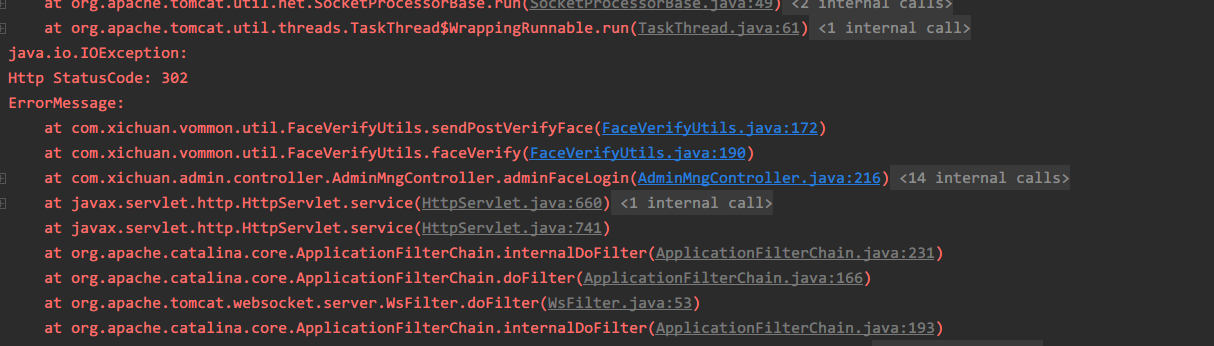 at org.apache.tomcat.util.net.SocketProcessorBase.run(SocketProcessorBase.java:49) <2 internal calls>
at org.apache.tomcat.util.threads.TaskThread$WrappingRunnable.run(TaskThread.java:61) <1 internal call>
java.io.IOException:
Http StatusCode: 302
ErrorMessage:
at com.xichuan.vommon.util.FaceVerifyUtils.sendPostVerifyFace(FaceVerifyUtils.java:172)
at com.xichuan.vommon.util.FaceVerifyUtils.faceVerify(FaceVerifyUtils.java:190)
at com.xichuan.admin.controller.AdminMngController.adminFaceLogin(AdminMngController.java:216) <14 internal calls>
at javax.servlet.http.HttpServlet.service(HttpServlet.java:660) <1 internal call>
at javax.servlet.http.HttpServlet.service(HttpServlet.java:741)
at org.apache.catalina.core.ApplicationFilterChain.internalDoFilter(ApplicationFilterChain.java:231)
at org.apache.catalina.core.ApplicationFilterChain.doFilter(ApplicationFilterChain.java:166)
at org.apache.tomcat.websocket.server.WsFilter.doFilter(WsFilter.java:53)
at org.apache.catalina.core.ApplicationFilterChain.internalDoFilter(ApplicationFilterChain.java:193)